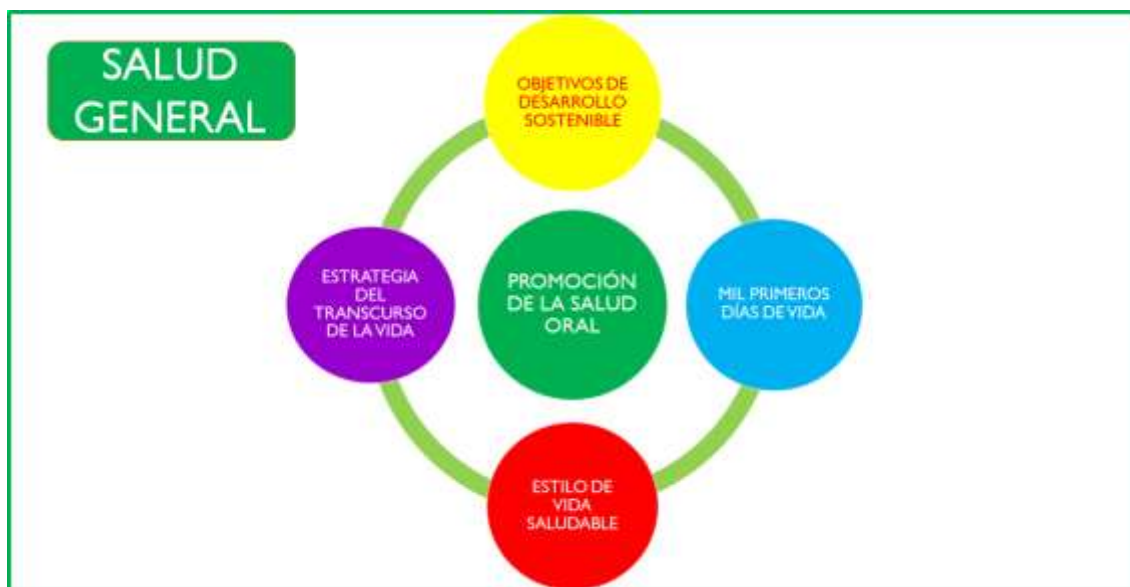 SALUD
GENERAL
OBJETIVOS DE
DESARROLLO
SOSTENIBLE
ESTRATEGIA
DEL
TRANSCURSO
DE LA VIDA
PROMOCIÓN
DE LA SALUD
ORAL
MIL PRIMEROS
DÍAS DE VIDA
ESTILO DE
VIDA
SALUDABLE